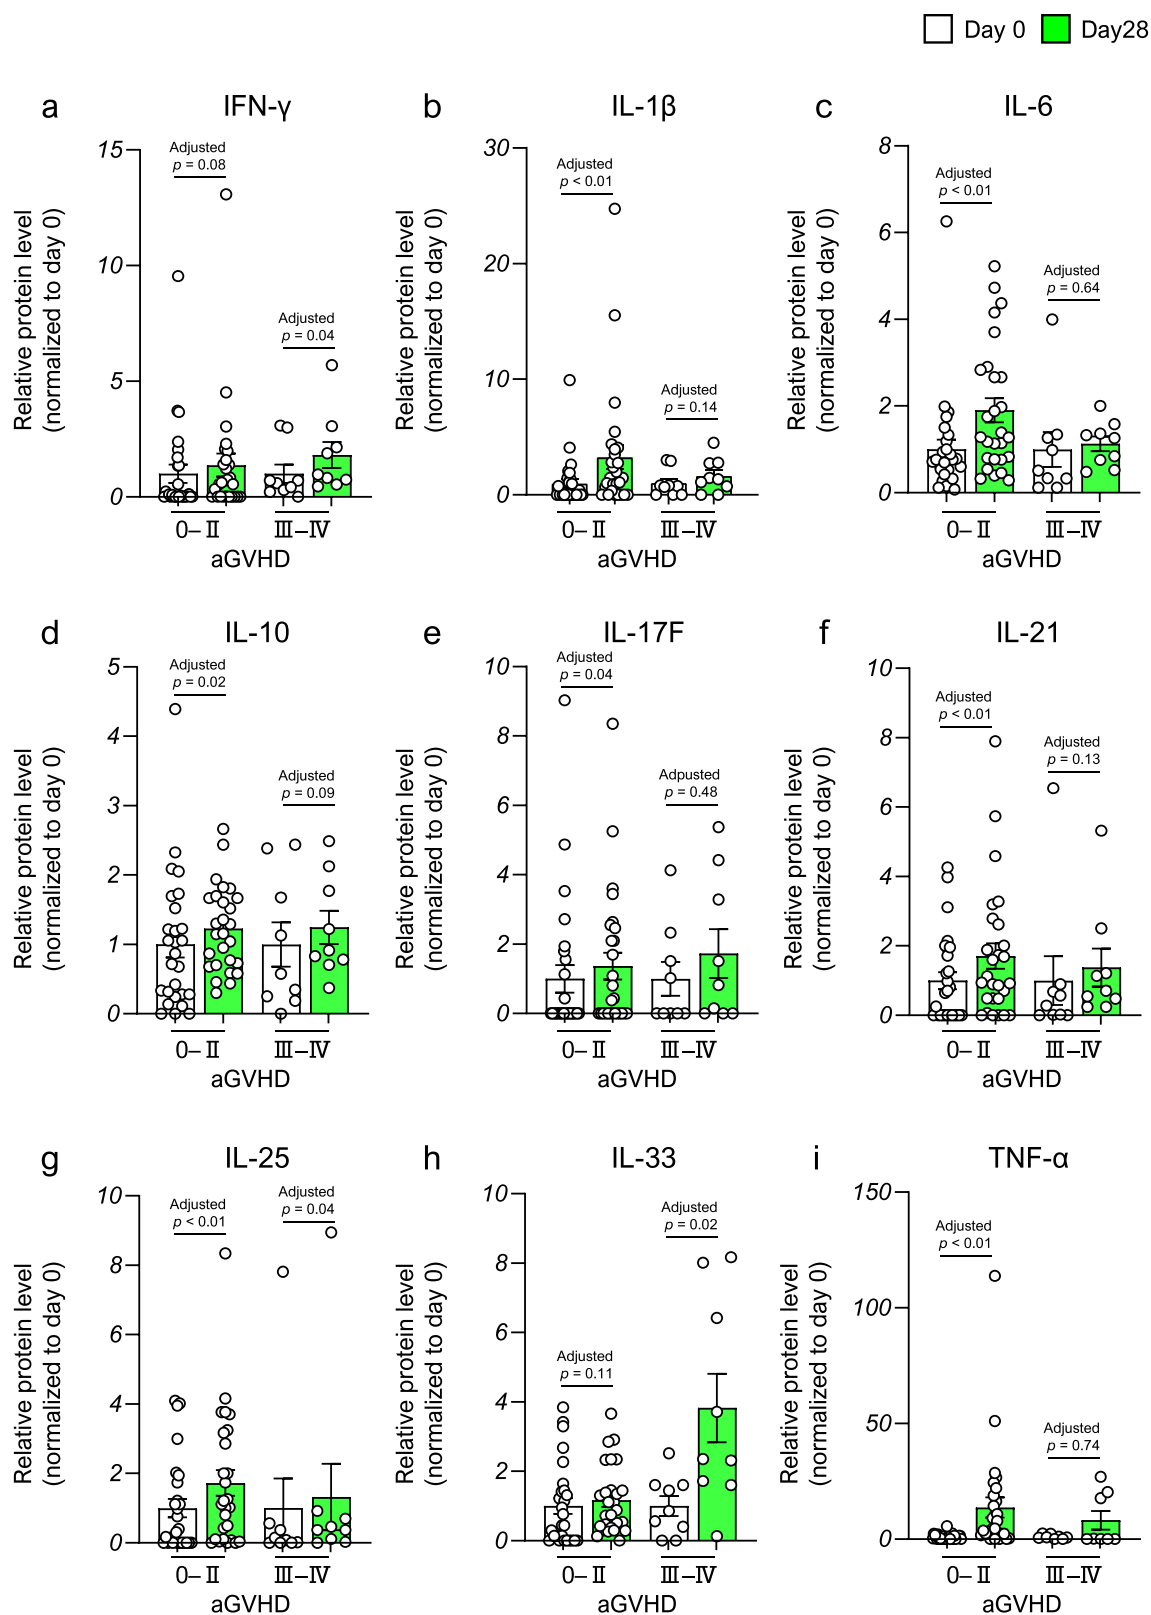 Day 0 Day28
a IFN-γ
Relative protein level
(normalized to day 0)
15
10
5
0
Adjusted
p = 0.08
Adjusted
p = 0.04
0–Ⅱ Ⅲ–Ⅳ
aGVHD
b IL-1β
Relative protein level
(normalized to day 0)
30
20
10
0
Adjusted
p < 0.01
Adjusted
p = 0.14
0–Ⅱ Ⅲ–Ⅳ
aGVHD
c IL-6
Relative protein level
(normalized to day 0)
8
6
4
2
0
Adjusted
p < 0.01
Adjusted
p = 0.64
0–Ⅱ Ⅲ–Ⅳ
aGVHD
d IL-10
Relative protein level
(normalized to day 0)
5
4
3
2
1
0
Adjusted
p = 0.02
Adjusted
p = 0.09
0–Ⅱ Ⅲ–Ⅳ
aGVHD
e IL-17F
Relative protein level
(normalized to day 0)
10
8
6
4
2
0
Adjusted
p = 0.04
Adpusted
p = 0.48
0–Ⅱ Ⅲ–Ⅳ
aGVHD
f IL-21
Relative protein level
(normalized to day 0)
10
8
6
4
2
0
Adjusted
p < 0.01
Adjusted
p = 0.13
0–Ⅱ Ⅲ–Ⅳ
aGVHD
g IL-25
Relative protein level
(normalized to day 0)
10
8
6
4
2
0
Adjusted
p < 0.01
Adjusted
p = 0.04
0–Ⅱ Ⅲ–Ⅳ
aGVHD
h IL-33
Relative protein level
(normalized to day 0)
10
8
6
4
2
0
Adjusted
p = 0.11
Adjusted
p = 0.02
0–Ⅱ Ⅲ–Ⅳ
aGVHD
i TNF-α
Relative protein level
(normalized to day 0)
150
100
50
0
Adjusted
p < 0.01
Adjusted
p = 0.74
0–Ⅱ Ⅲ–Ⅳ
aGVHD